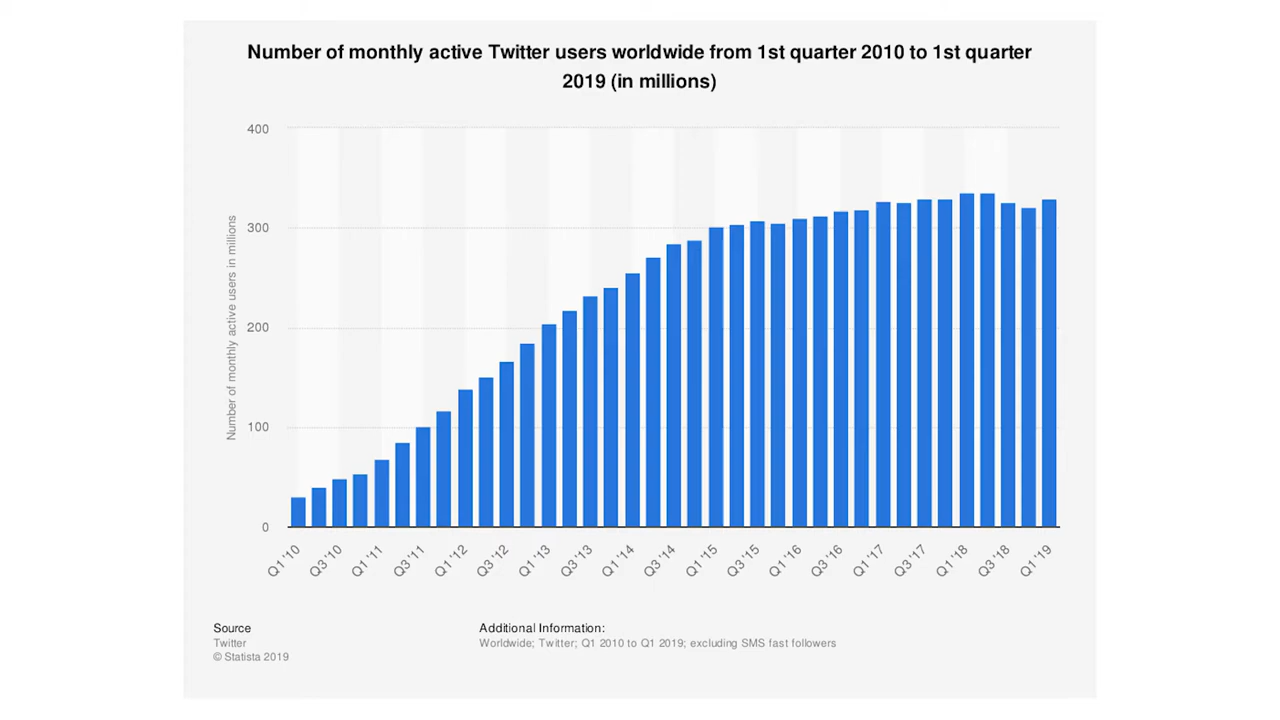 Number of monthly active Twitter users worldwide from 1st quarter 2010 to 1st quarter
2019 (in millions)
Number of monthly active users in millions
400
300
200
100
0
Q1 '10
Q3 '10
Q1 '11
Q3 '11
Q1 '12
Q3 '12
Q1 '13
Q3 '13
Q1 '14
Q3 '14
Q1 '15
Q3 '15
Q1 '16
Q3 '16
Q1 '17
Q3 '17
Q1 '18
Q3 '18
Q1 '19
Source
Twitter
© Statista 2019
Additional Information:
Worldwide; Twitter; Q1 2010 to Q1 2019; excluding SMS fast followers